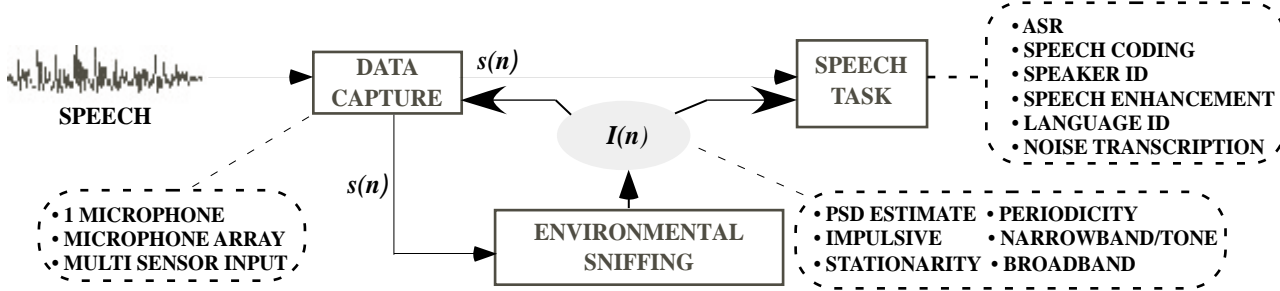 SPEECH
DATA
CAPTURE
s(n)
SPEECH
TASK
• ASR
• SPEECH CODING
• SPEAKER ID
• SPEECH ENHANCEMENT
• LANGUAGE ID
• NOISE TRANSCRIPTION
I(n)
s(n)
• 1 MICROPHONE
• MICROPHONE ARRAY
• MULTI SENSOR INPUT
ENVIRONMENTAL
SNIFFING
• PSD ESTIMATE • PERIODICITY
• IMPULSIVE • NARROWBAND/TONE
• STATIONARITY • BROADBAND